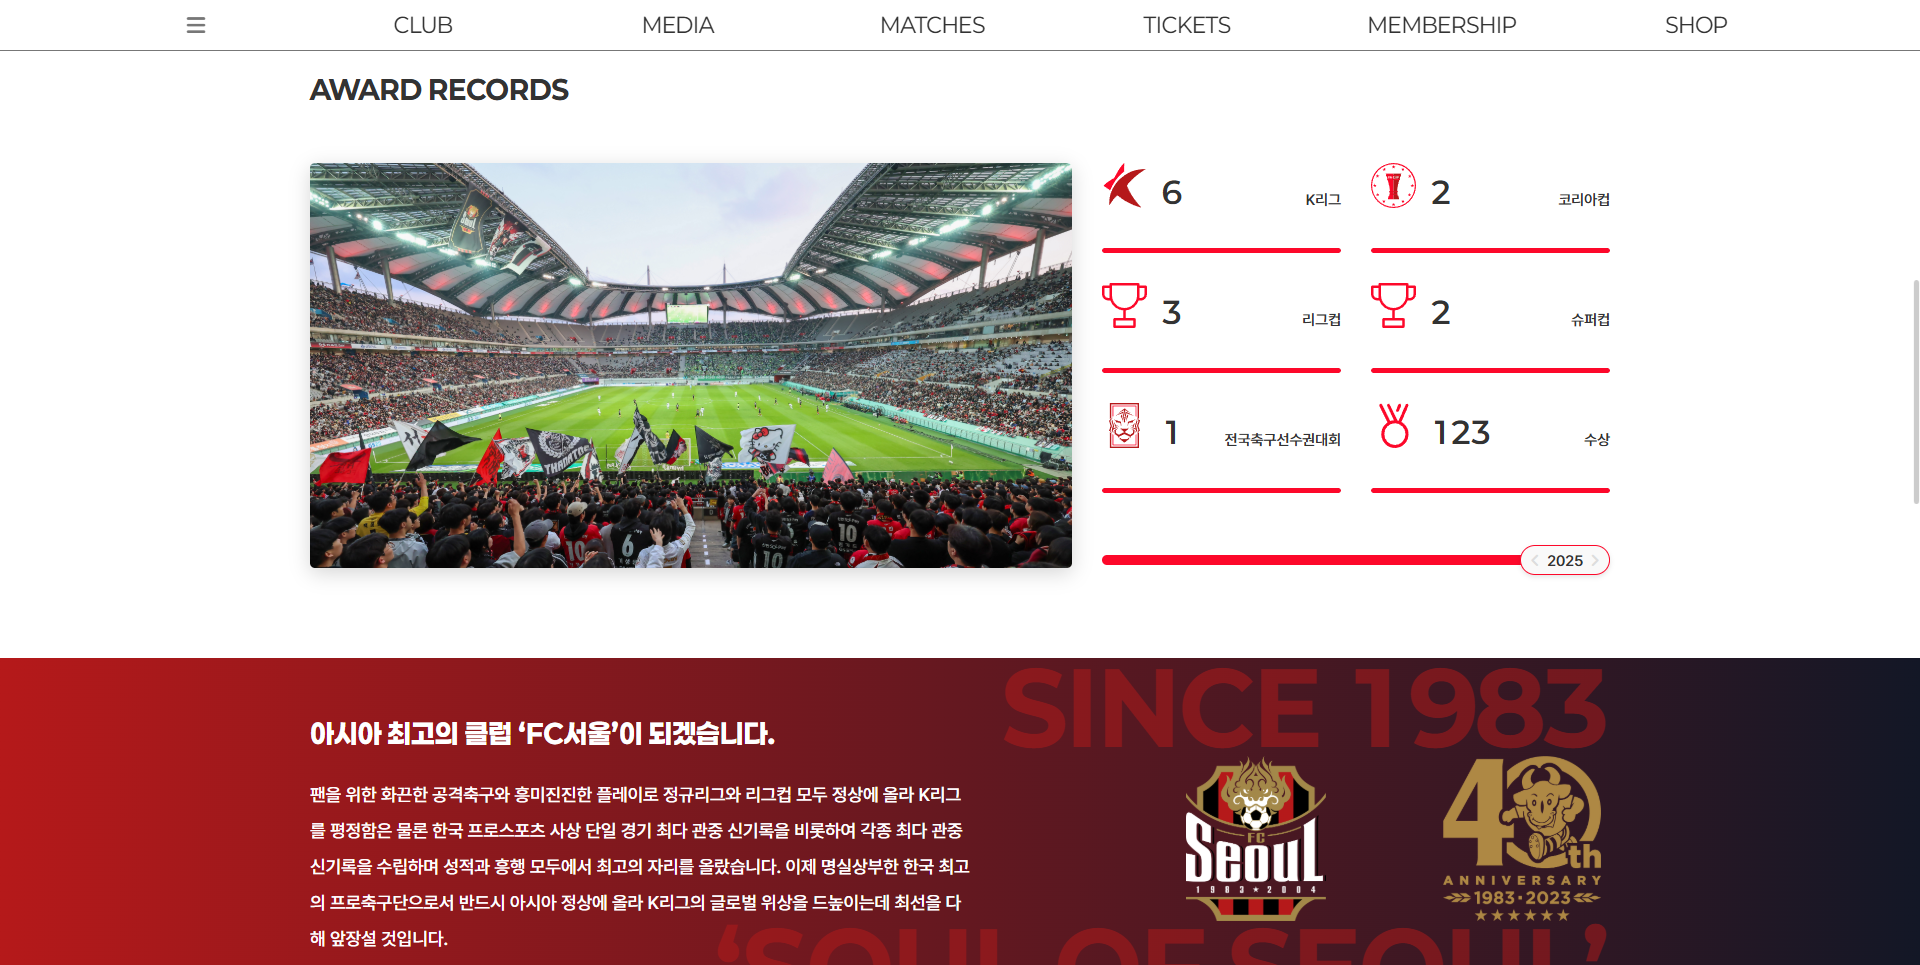 CLUB
MEDIA
MATCHES
TICKETS
MEMBERSHIP
SHOP
AWARD RECORDS
6
K리그
2
코리아컵
3
리그컵
2
슈퍼컵
1
전국축구선수권대회
123
수상
2025
Seoul
THANATOS
10
6
10
10
SINCE 1983
아시아 최고의 클럽 ‘FC서울’이 되겠습니다.
팬을 위한 화끈한 공격축구와 흥미진진한 플레이로 정규리그와 리그컵 모두 정상에 올라 K리그
를 평정함은 물론 한국 프로스포츠 사상 단일 경기 최다 관중 신기록을 비롯하여 각종 최다 관중
신기록을 수립하며 성적과 흥행 모두에서 최고의 자리를 올랐습니다. 이제 명실상부한 한국 최고
의 프로축구단으로서 반드시 아시아 정상에 올라 K리그의 글로벌 위상을 드높이는데 최선을 다
해 앞장설 것입니다.
FC
Seoul
1983★2004
40th
ANNIVERSARY
1983·2023
‘SOUL OF SEOUL’